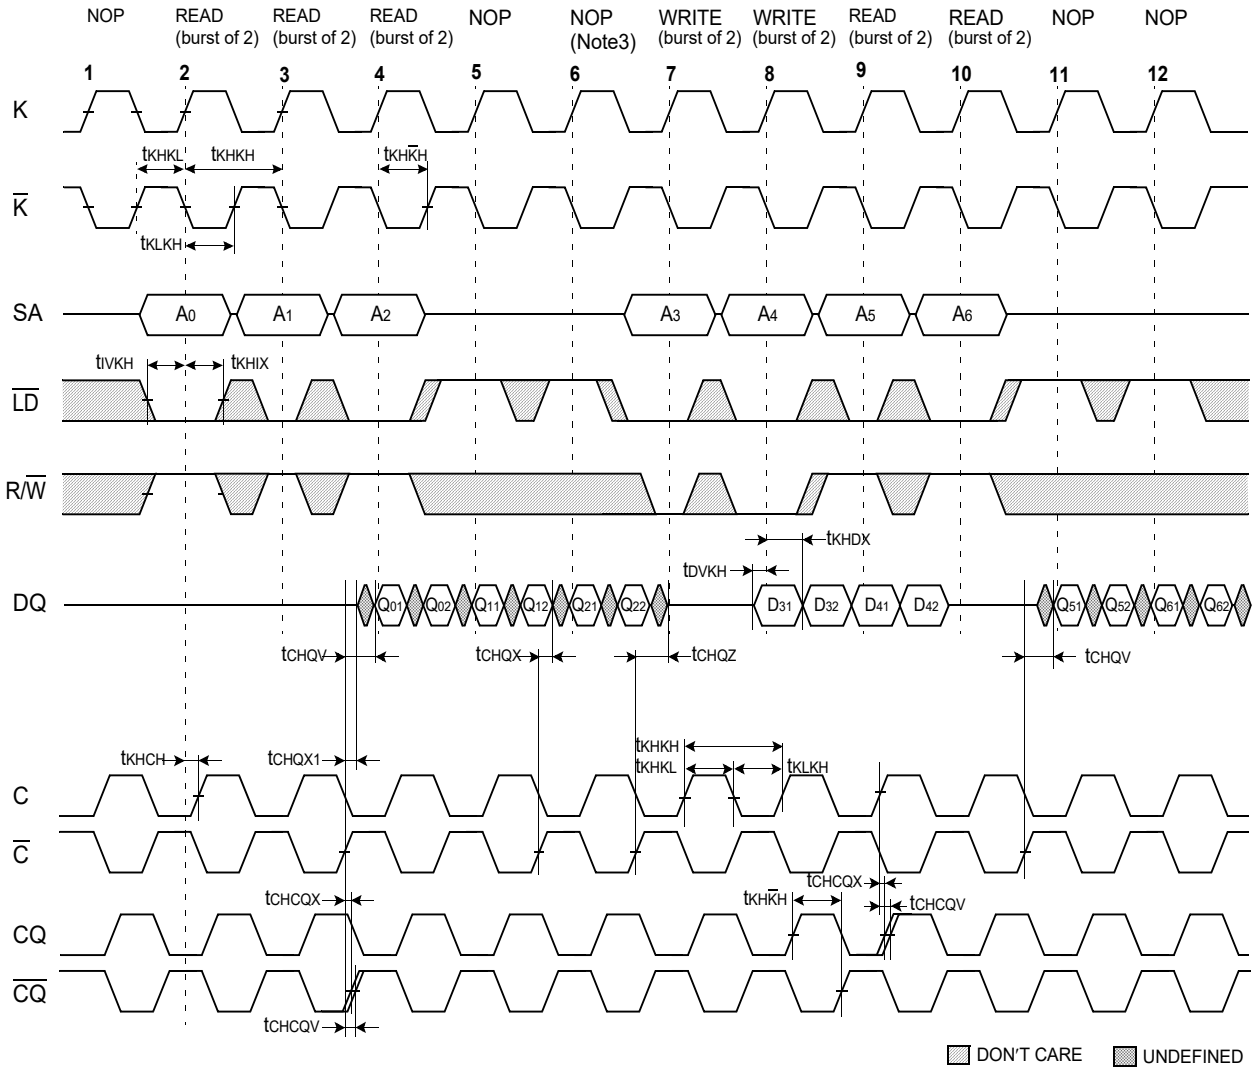 NOP READ READ READ NOP NOP WRITE WRITE READ READ NOP NOP
(burst of 2) (burst of 2) (burst of 2) (Note3) (burst of 2) (burst of 2) (burst of 2) (burst of 2)
1 2 3 4 5 6 7 8 9 10 11 12
K
tKHKL tKHKH tKHK̅H
K̅
tKLKH
SA A0 A1 A2 A3 A4 A5 A6
tIVKH tKHIX
L̅D̅
R/W̅
tKHDX
tDVKH
DQ Q01 Q02 Q11 Q12 Q21 Q22 D31 D32 D41 D42 Q51 Q52 Q61 Q62
tCHQV tCHQX tCHQZ tCHQV
tKHKH
tKHCH tCHQX1 tKHKL tKLKH
C
C̅
tCHCQX tKHK̅H tCHCQX
tCHCQV
CQ
C̅Q̅
tCHCQV
DON'T CARE UNDEFINED